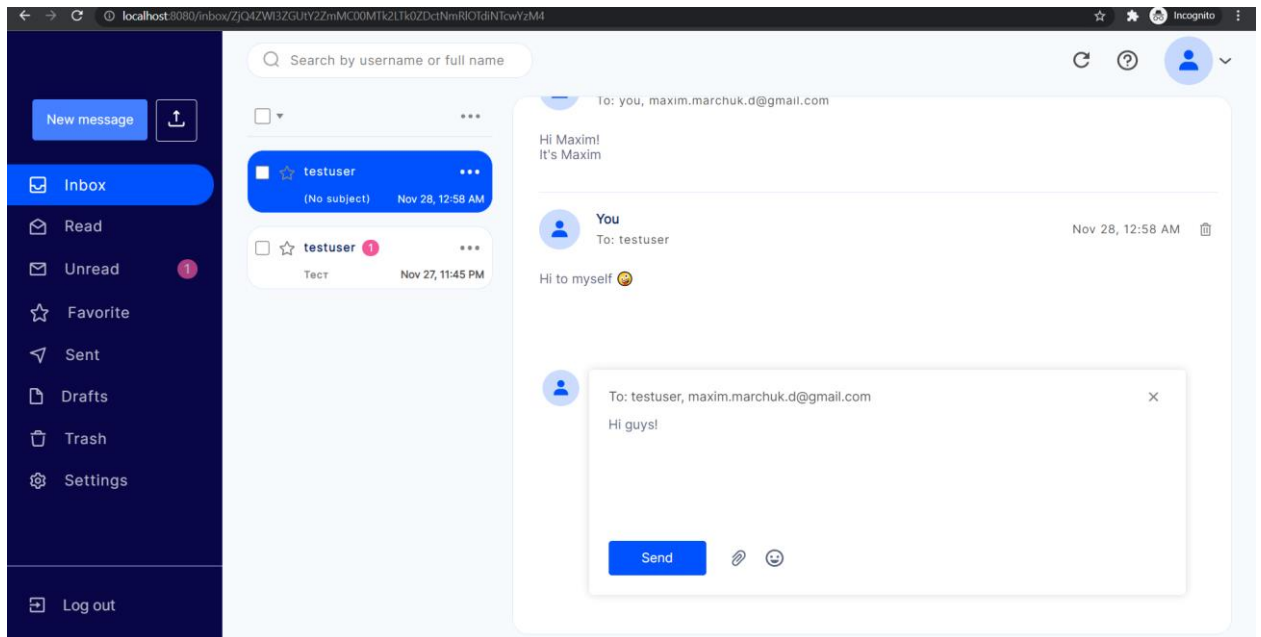 localhost:8080/inbox/ZjQ4ZWI3ZGUtY2ZmMC00MTk2LTk0ZDctNmRlOTdiNTcwYzM4
Incognito
Search by username or full name
New message
Inbox
Read
Unread 1
Favorite
Sent
Drafts
Trash
Settings
Log out
testuser
(No subject) Nov 28, 12:58 AM
testuser 1
Тест Nov 27, 11:45 PM
To: you, maxim.marchuk.d@gmail.com
Hi Maxim!
It's Maxim
You
Nov 28, 12:58 AM
To: testuser
Hi to myself
To: testuser, maxim.marchuk.d@gmail.com
Hi guys!
Send